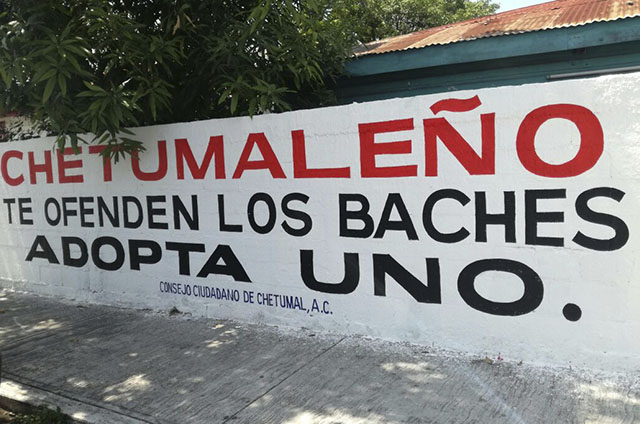 CHETUMALEÑO
TE OFENDEN LOS BACHES
ADOPTA UNO.
CONSEJO CIUDADANO DE CHETUMAL, A.C.